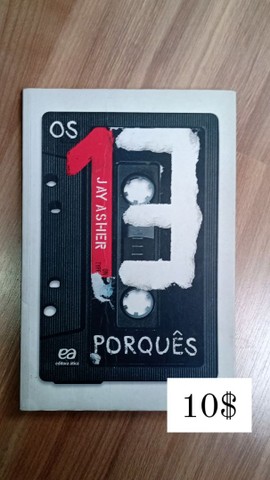 OS
13
JAY ASHER
PORQUÊS
ea
editora ática
10$